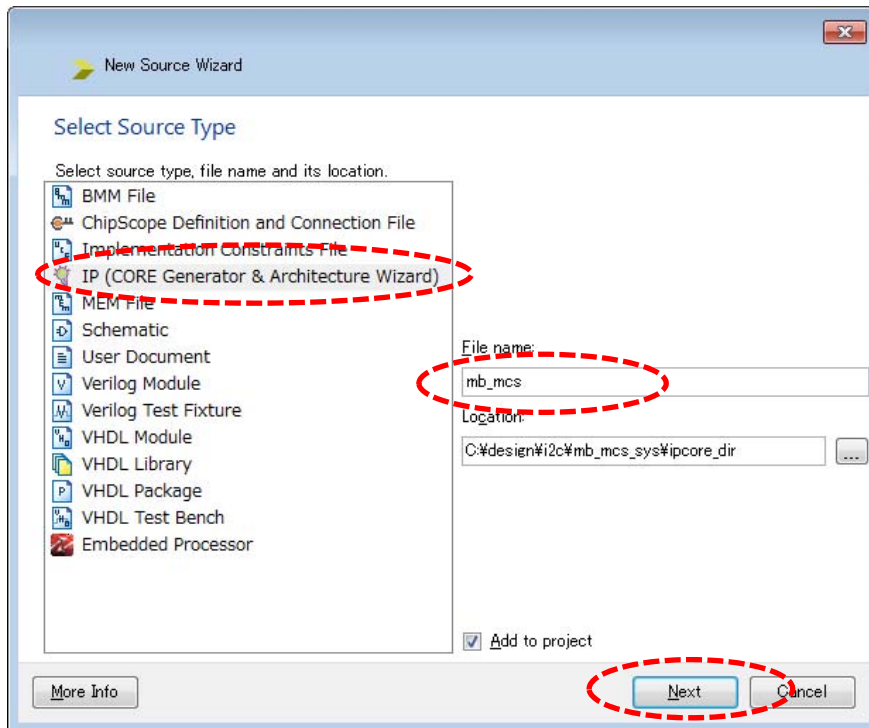 New Source Wizard
Select Source Type
Select source type, file name and its location.
BMM File
ChipScope Definition and Connection File
Implementation Constraints File
IP (CORE Generator & Architecture Wizard)
MEM File
Schematic
User Document
Verilog Module
Verilog Test Fixture
VHDL Module
VHDL Library
VHDL Package
VHDL Test Bench
Embedded Processor
File name:
mb_mcs
Location:
C:¥design¥i2c¥mb_mcs_sys¥ipcore_dir
...
Add to project
More Info
Next
Cancel